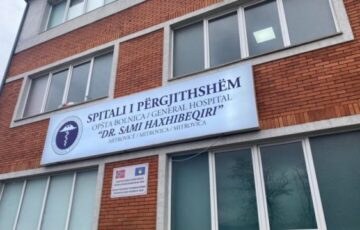 SPITALI I PËRGJITHSHËM
OPŠTA BOLNICA / GENERAL HOSPITAL
"DR. SAMI HAXHIBEQIRI"
MITROVICË / MITROVICA / MITROVICA